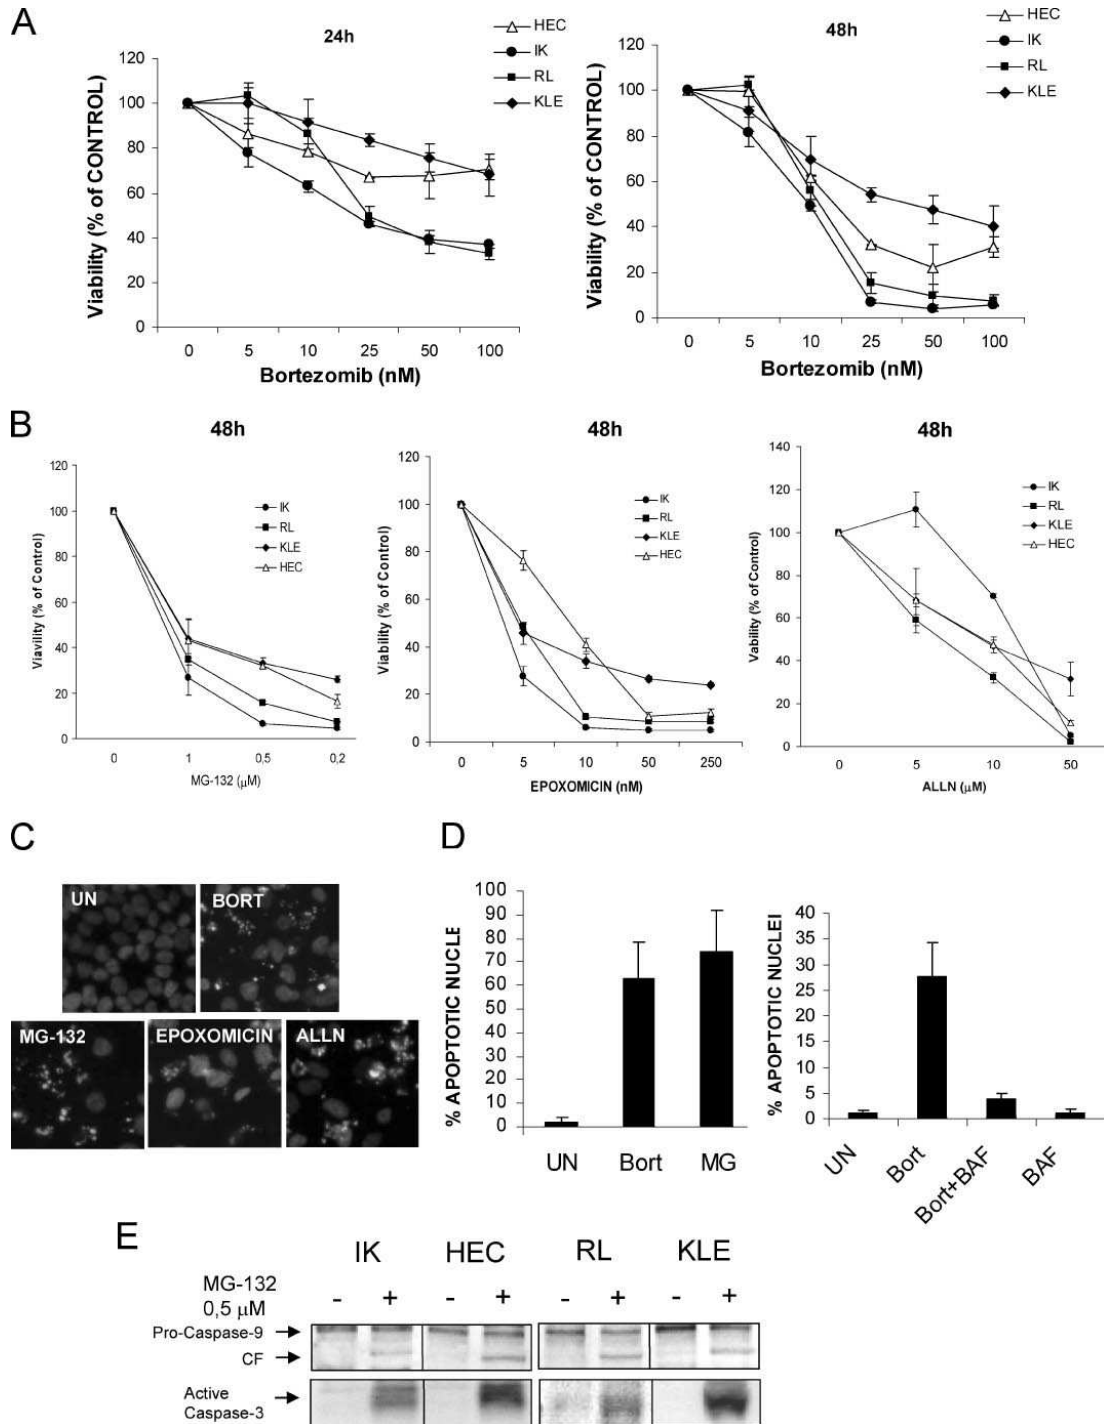 A
24h
HEC
IK
RL
KLE
Viability (% of CONTROL)
120
100
80
60
40
20
0
0 5 10 25 50 100
Bortezomib (nM)
48h
HEC
IK
RL
KLE
Viability (% of CONTROL)
120
100
80
60
40
20
0
0 5 10 25 50 100
Bortezomib (nM)
B
48h
IK
RL
KLE
HEC
Viavility (% of Control)
120
100
80
60
40
20
0
0 1 0,5 0,2
MG-132 (μM)
48h
IK
RL
KLE
HEC
Viability (% of Control)
120
100
80
60
40
20
0
0 5 10 50 250
EPOXOMICIN (nM)
48h
IK
RL
KLE
HEC
Vability (% of Control)
140
120
100
80
60
40
20
0
0 5 10 50
ALLN (μM)
C
UN
BORT
MG-132
EPOXOMICIN
ALLN
D
% APOPTOTIC NUCLE
100
90
80
70
60
50
40
30
20
10
0
UN Bort MG
% APOPTOTIC NUCLEI
40
35
30
25
20
15
10
5
0
UN Bort Bort+BAF BAF
E
IK HEC RL KLE
MG-132
0,5 μM
- + - + - + - +
Pro-Caspase-9
CF
Active
Caspase-3